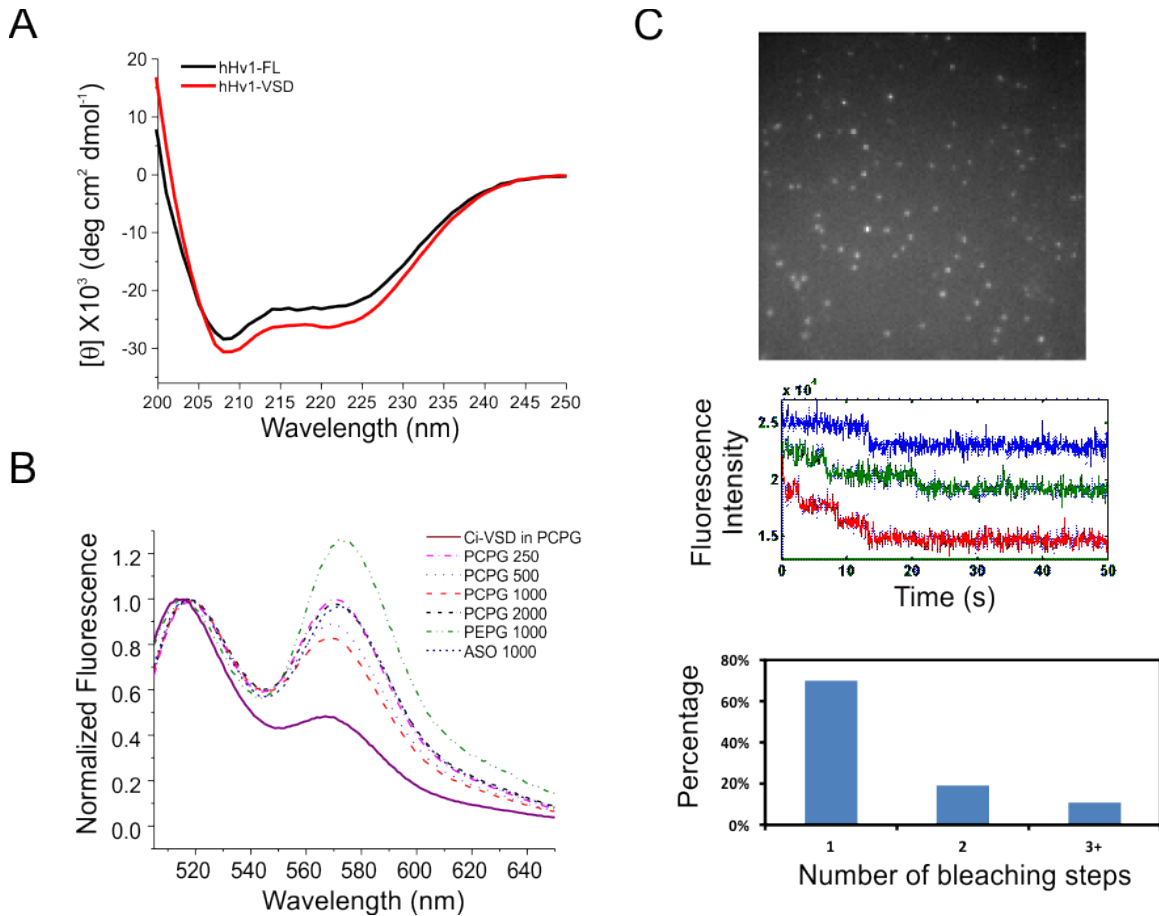 A
20
10
0
-10
-20
-30
[θ] X10³ (deg cm² dmol⁻¹)
hHv1-FL
hHv1-VSD
200 205 210 215 220 225 230 235 240 245 250
Wavelength (nm)
B
1.2
1.0
0.8
0.6
0.4
0.2
0.0
Normalized Fluorescence
Ci-VSD in PCPG
PCPG 250
PCPG 500
PCPG 1000
PCPG 2000
PEPG 1000
ASO 1000
520 540 560 580 600 620 640
Wavelength (nm)
C
x 10⁴
2.5
2
1.5
Fluorescence
Intensity
0 10 20 30 40 50
Time (s)
80%
60%
40%
20%
0%
Percentage
1 2 3+
Number of bleaching steps